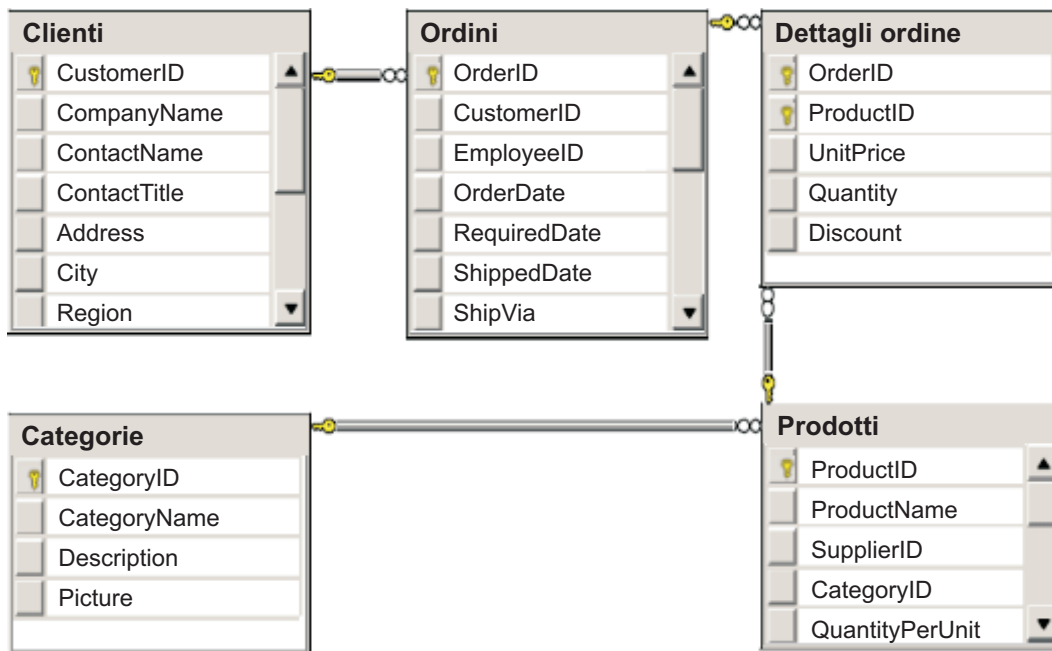 Clienti
CustomerID
CompanyName
ContactName
ContactTitle
Address
City
Region
Ordini
OrderID
CustomerID
EmployeeID
OrderDate
RequiredDate
ShippedDate
ShipVia
Dettagli ordine
OrderID
ProductID
UnitPrice
Quantity
Discount
Categorie
CategoryID
CategoryName
Description
Picture
Prodotti
ProductID
ProductName
SupplierID
CategoryID
QuantityPerUnit